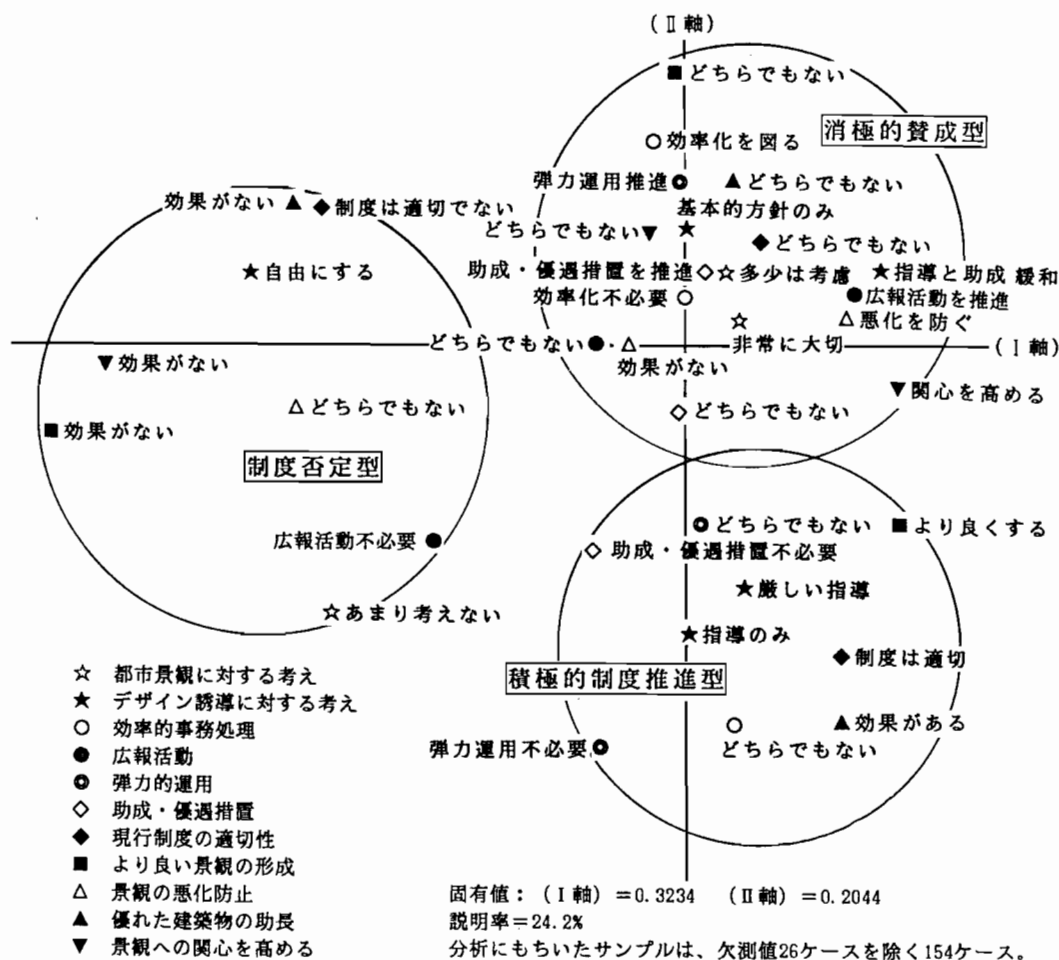 (Ⅱ軸)
■どちらでもない
消極的賛成型
○効率化を図る
弾力運用推進◎ ▲どちらでもない
効果がない▲ ◆制度は適切でない
基本的方針のみ
★
どちらでもない▼
◆どちらでもない
★自由にする
助成・優遇措置を推進◇☆多少は考慮 ★指導と助成 緩和
効率化不必要○ ●広報活動を推進
☆ △悪化を防ぐ
どちらでもない●・△ 非常に大切 (Ⅰ軸)
▼効果がない
効果がない
▼関心を高める
△どちらでもない
◇どちらでもない
■効果がない
制度否定型
◎どちらでもない ■より良くする
広報活動不必要●
◇助成・優遇措置不必要
★厳しい指導
☆あまり考えない
★指導のみ
◆制度は適切
積極的制度推進型
○ ▲効果がある
どちらでもない
弾力運用不必要◎
☆ 都市景観に対する考え
★ デザイン誘導に対する考え
○ 効率的事務処理
● 広報活動
◎ 弾力的運用
◇ 助成・優遇措置
◆ 現行制度の適切性
■ より良い景観の形成
△ 景観の悪化防止
▲ 優れた建築物の助長
▼ 景観への関心を高める
固有値：(Ⅰ軸)＝0.3234 (Ⅱ軸)＝0.2044
説明率＝24.2%
分析にもちいたサンプルは、欠測値26ケースを除く154ケース。